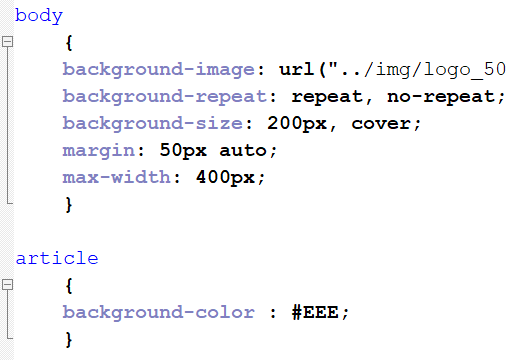 body
{
background-image: url("../img/logo_50
background-repeat: repeat, no-repeat;
background-size: 200px, cover;
margin: 50px auto;
max-width: 400px;
}
article
{
background-color : #EEE;
}